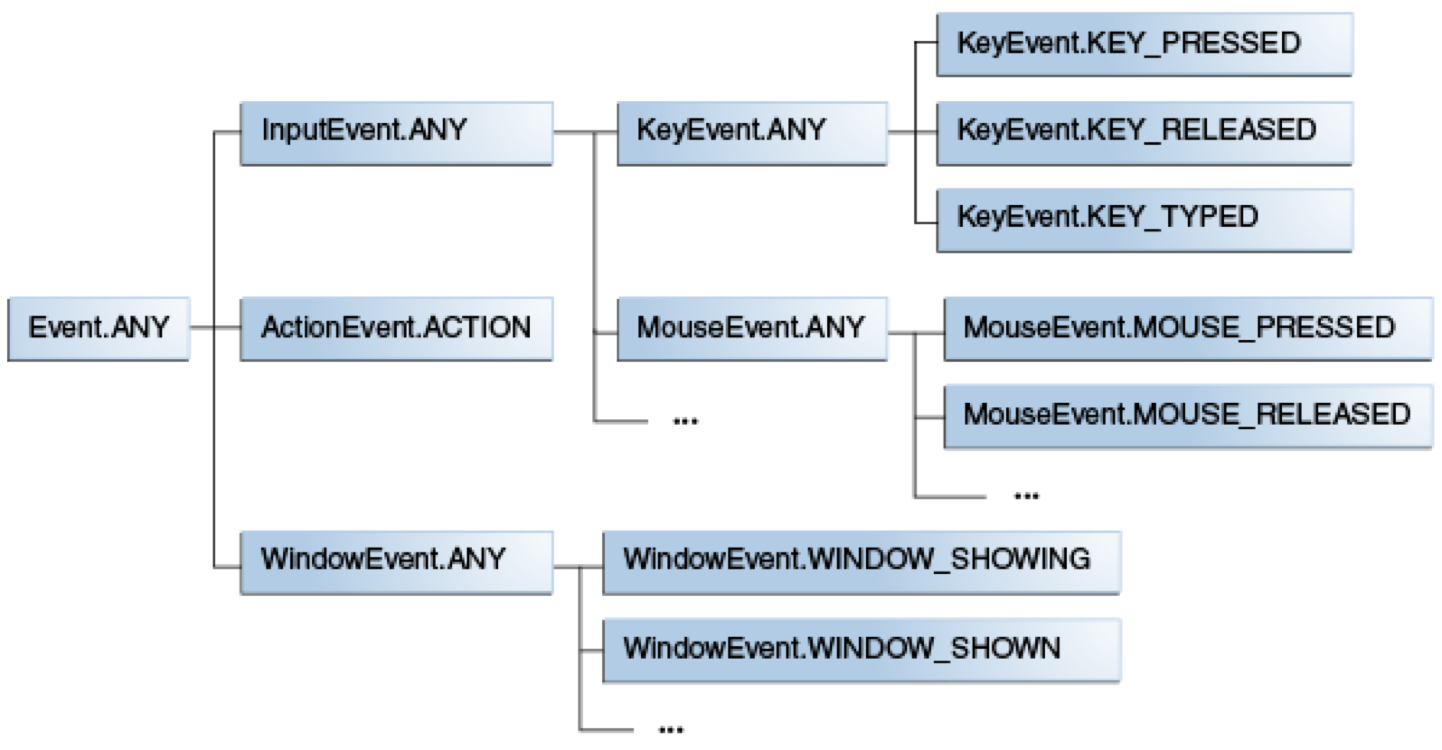 KeyEvent.KEY_PRESSED
InputEvent.ANY
KeyEvent.ANY
KeyEvent.KEY_RELEASED
KeyEvent.KEY_TYPED
Event.ANY
ActionEvent.ACTION
MouseEvent.ANY
MouseEvent.MOUSE_PRESSED
MouseEvent.MOUSE_RELEASED
...
...
WindowEvent.ANY
WindowEvent.WINDOW_SHOWING
WindowEvent.WINDOW_SHOWN
...